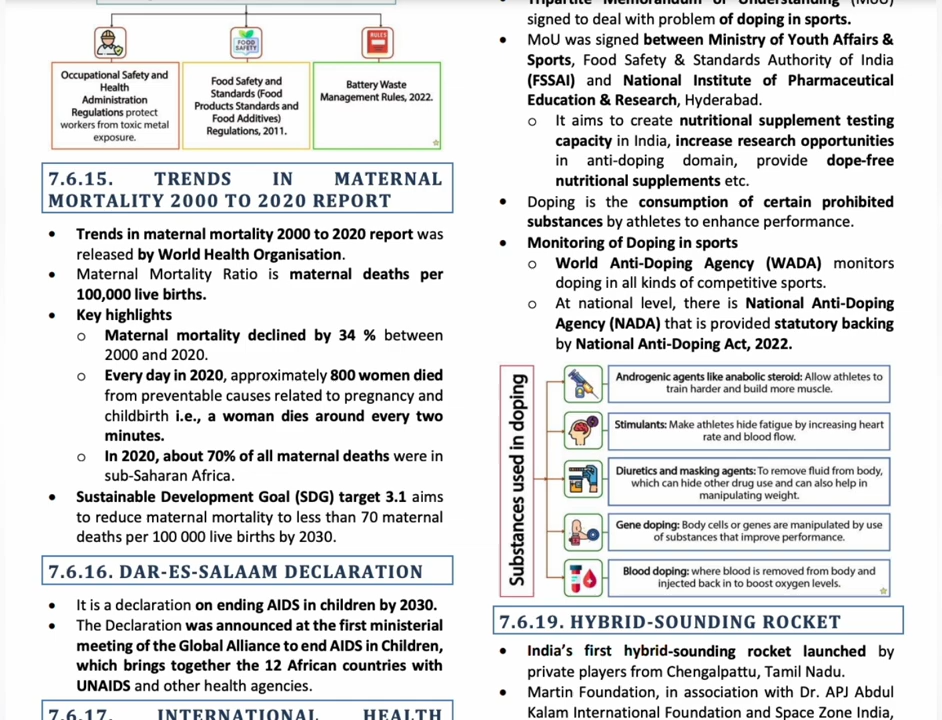 Occupational Safety and
Health
Administration
Regulations protect
workers from toxic metal
exposure.
FOOD
SAFETY
Food Safety and
Standards (Food
Products Standards and
Food Additives)
Regulations, 2011.
RULES
Battery Waste
Management Rules, 2022.
7.6.15. TRENDS IN MATERNAL
MORTALITY 2000 TO 2020 REPORT
• Trends in maternal mortality 2000 to 2020 report was
released by World Health Organisation.
• Maternal Mortality Ratio is maternal deaths per
100,000 live births.
• Key highlights
o Maternal mortality declined by 34 % between
2000 and 2020.
o Every day in 2020, approximately 800 women died
from preventable causes related to pregnancy and
childbirth i.e., a woman dies around every two
minutes.
o In 2020, about 70% of all maternal deaths were in
sub-Saharan Africa.
• Sustainable Development Goal (SDG) target 3.1 aims
to reduce maternal mortality to less than 70 maternal
deaths per 100 000 live births by 2030.
7.6.16. DAR-ES-SALAAM DECLARATION
• It is a declaration on ending AIDS in children by 2030.
• The Declaration was announced at the first ministerial
meeting of the Global Alliance to end AIDS in Children,
which brings together the 12 African countries with
UNAIDS and other health agencies.
7.6.17. INTERNATIONAL HEALTH
• Tripartite Memorandum of Understanding (MoU)
signed to deal with problem of doping in sports.
• MoU was signed between Ministry of Youth Affairs &
Sports, Food Safety & Standards Authority of India
(FSSAI) and National Institute of Pharmaceutical
Education & Research, Hyderabad.
o It aims to create nutritional supplement testing
capacity in India, increase research opportunities
in anti-doping domain, provide dope-free
nutritional supplements etc.
• Doping is the consumption of certain prohibited
substances by athletes to enhance performance.
• Monitoring of Doping in sports
o World Anti-Doping Agency (WADA) monitors
doping in all kinds of competitive sports.
o At national level, there is National Anti-Doping
Agency (NADA) that is provided statutory backing
by National Anti-Doping Act, 2022.
Substances used in doping
Androgenic agents like anabolic steroid: Allow athletes to
train harder and build more muscle.
Stimulants: Make athletes hide fatigue by increasing heart
rate and blood flow.
Diuretics and masking agents: To remove fluid from body,
which can hide other drug use and can also help in
manipulating weight.
Gene doping: Body cells or genes are manipulated by use
of substances that improve performance.
Blood doping: where blood is removed from body and
injected back in to boost oxygen levels.
7.6.19. HYBRID-SOUNDING ROCKET
• India's first hybrid-sounding rocket launched by
private players from Chengalpattu, Tamil Nadu.
• Martin Foundation, in association with Dr. APJ Abdul
Kalam International Foundation and Space Zone India,